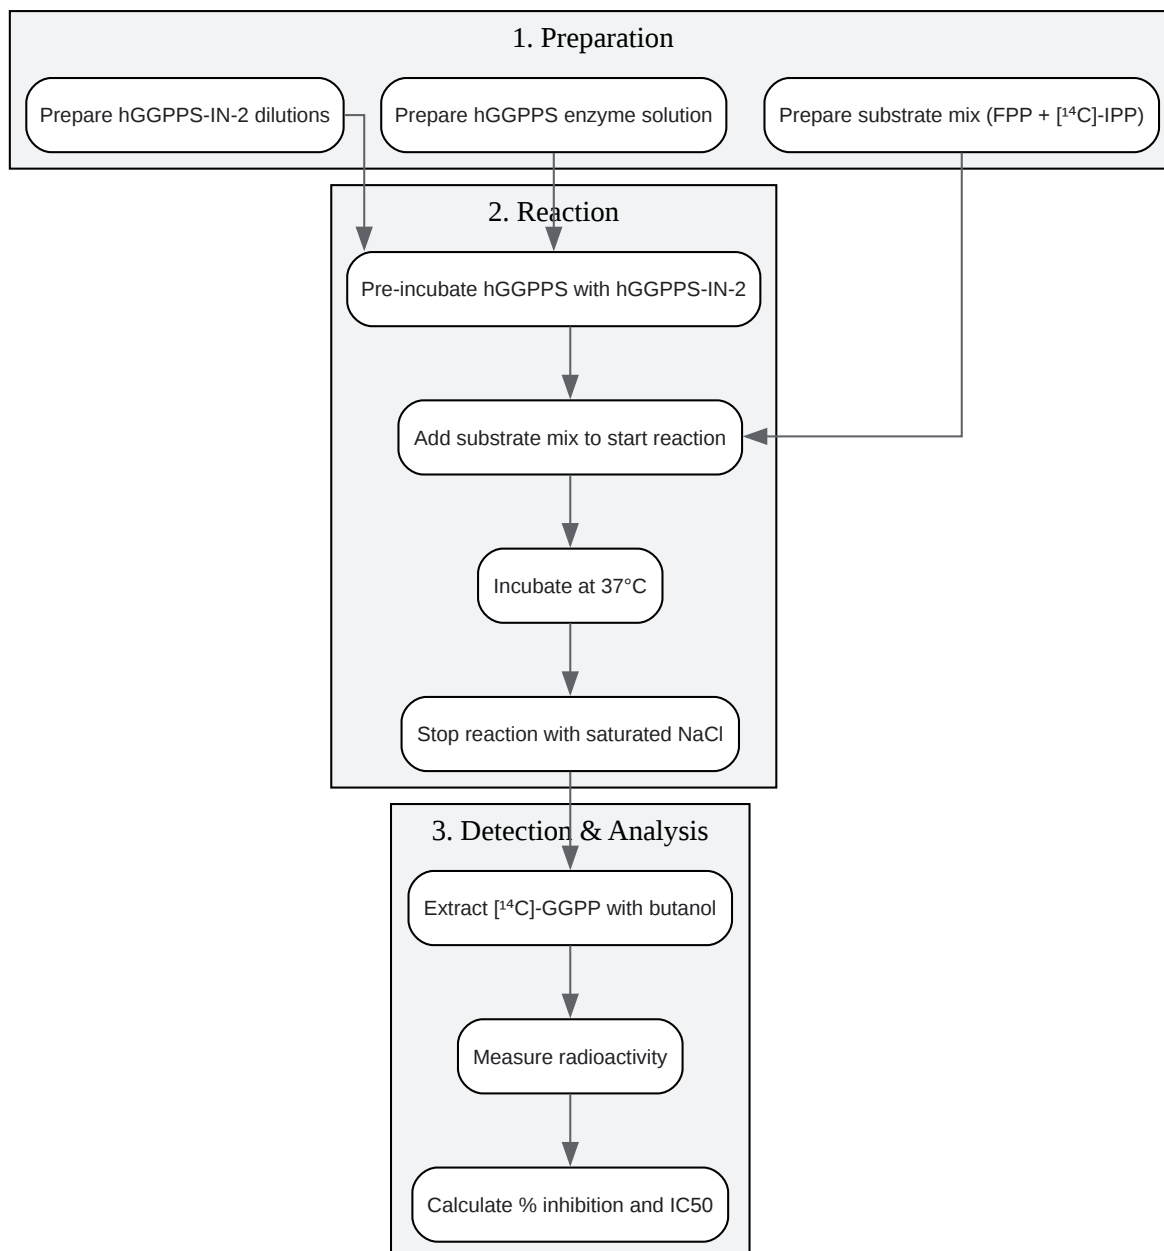 1. Preparation
Prepare hGGPPS-IN-2 dilutions
Prepare hGGPPS enzyme solution
Prepare substrate mix (FPP + [¹⁴C]-IPP)
2. Reaction
Pre-incubate hGGPPS with hGGPPS-IN-2
Add substrate mix to start reaction
Incubate at 37°C
Stop reaction with saturated NaCl
3. Detection & Analysis
Extract [¹⁴C]-GGPP with butanol
Measure radioactivity
Calculate % inhibition and IC50